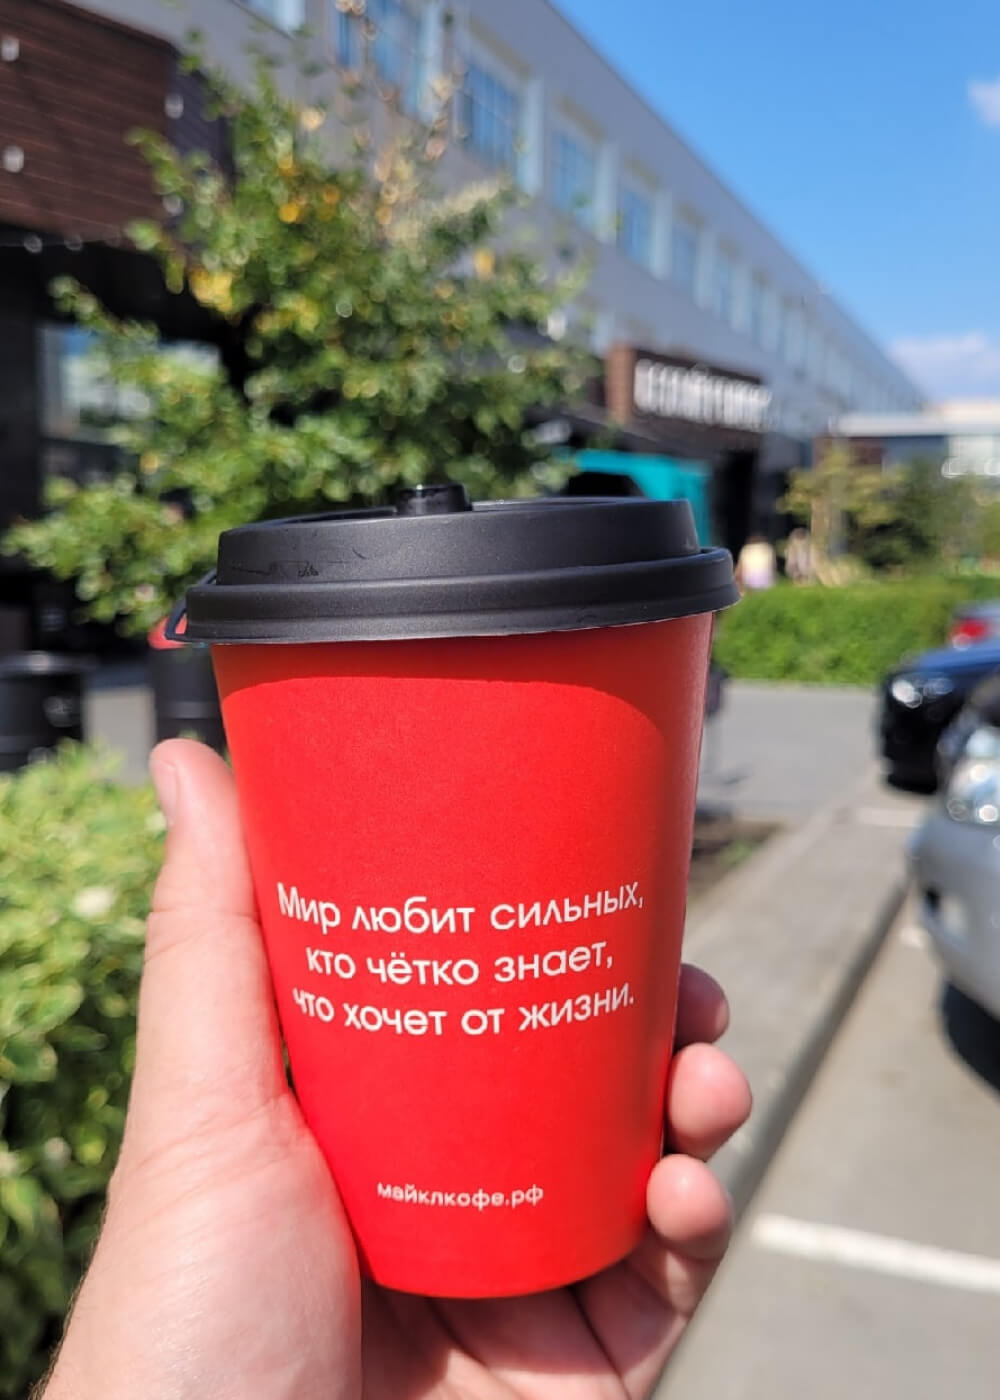 Мир любит сильных,
кто чётко знает,
что хочет от жизни.
майклкофе.рф